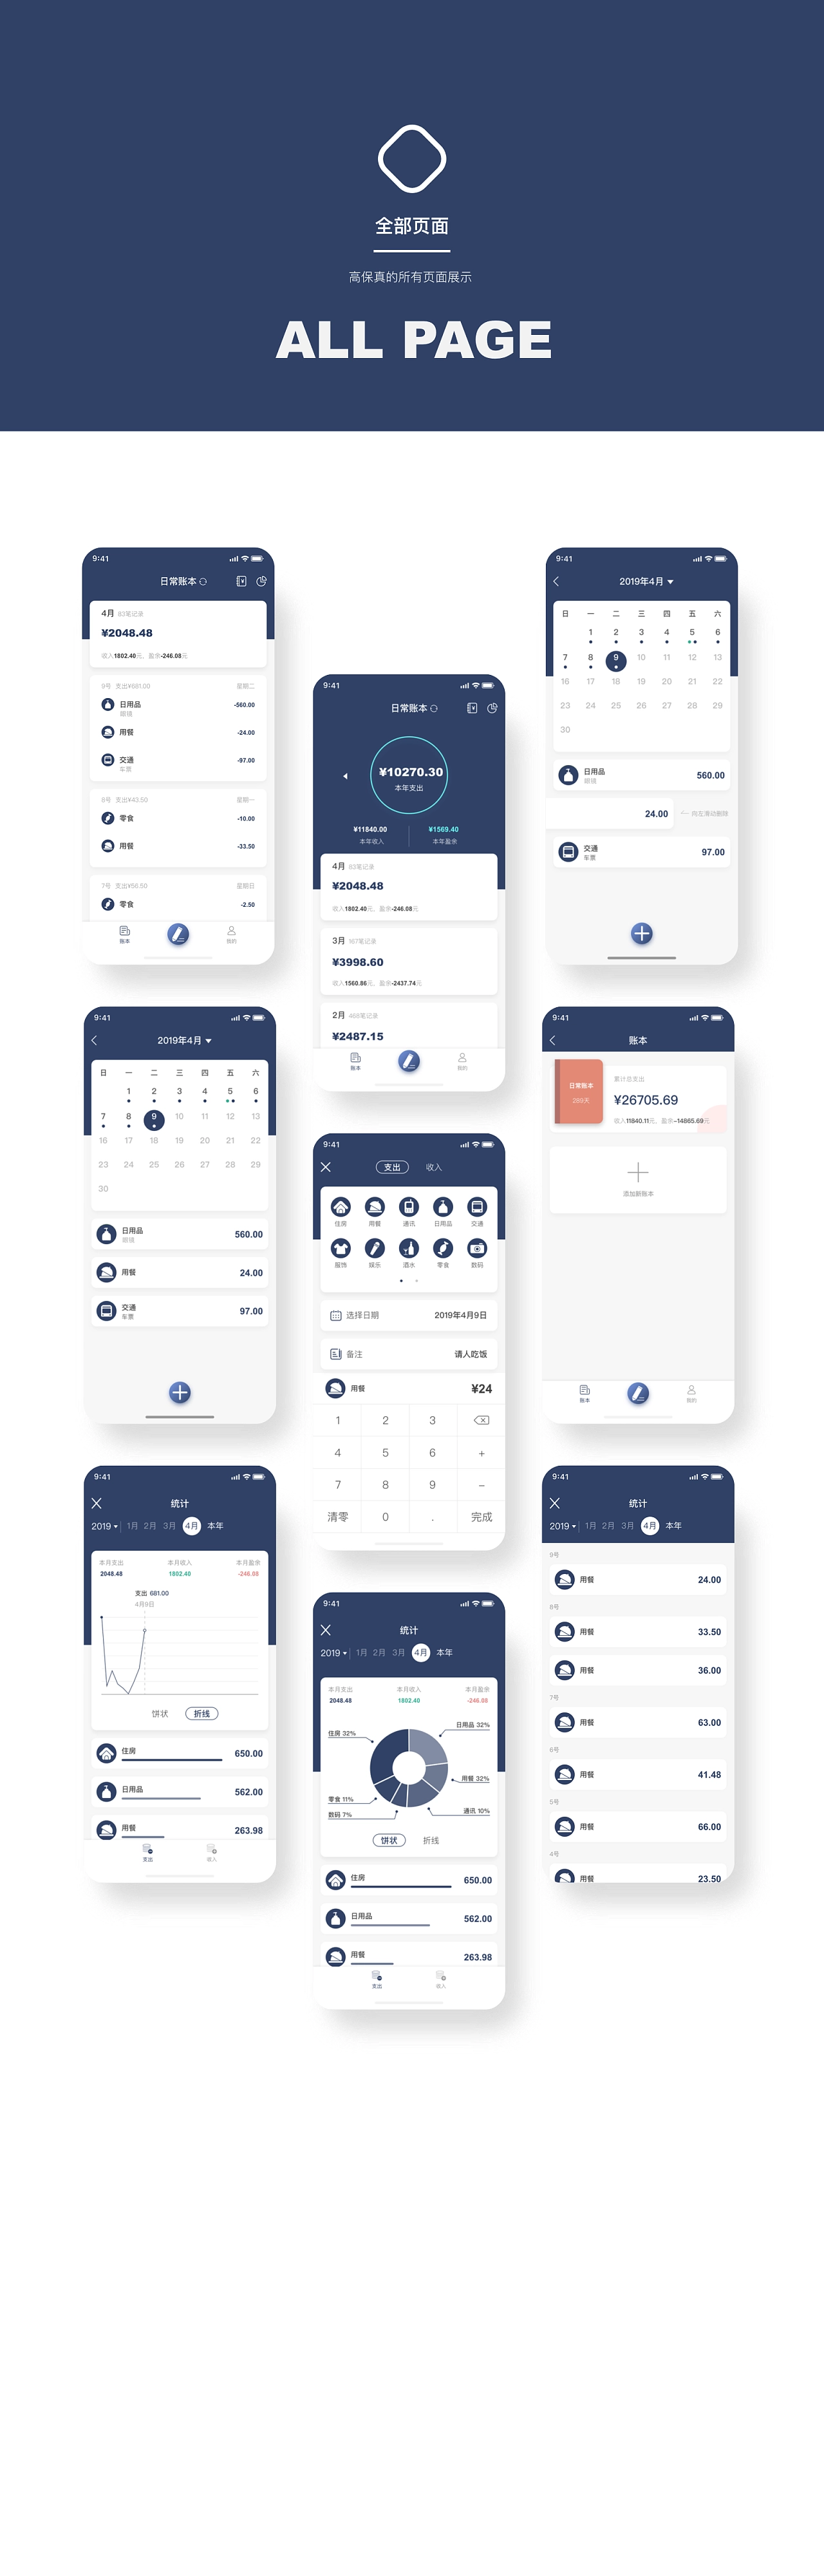 全部页面
高保真的所有页面展示
ALL PAGE
9:41
日常账本
4月 83笔记录
¥2048.48
收入1802.40元，盈余-246.08元
9号 支出¥681.00 星期二
日用品 -560.00
眼镜
用餐 -24.00
交通 -97.00
车票
8号 支出¥43.50 星期一
零食 -10.00
用餐 -33.50
7号 支出¥66.50 星期日
零食 -2.50
账本 我的
9:41
日常账本
¥10270.30
本年支出
¥11840.00 ¥1569.40
本年收入 本年盈余
4月 83笔记录
¥2048.48
收入1802.40元，盈余-246.08元
3月 167笔记录
¥3998.60
收入1560.86元，盈余-2437.74元
2月 468笔记录
¥2487.15
账本 我的
9:41
2019年4月
日 一 二 三 四 五 六
1 2 3 4 5 6
7 8 9 10 11 12 13
16 17 18 19 20 21 22
23 24 25 26 27 28 29
30
日用品 560.00
眼镜
24.00 向左滑动删除
交通 97.00
车票
9:41
2019年4月
日 一 二 三 四 五 六
1 2 3 4 5 6
7 8 9 10 11 12 13
16 17 18 19 20 21 22
23 24 25 26 27 28 29
30
日用品 560.00
眼镜
用餐 24.00
交通 97.00
车票
9:41
支出 收入
住房 用餐 通讯 日用品 交通
服饰 娱乐 酒水 零食 数码
选择日期 2019年4月9日
备注 请人吃饭
用餐 ¥24
1 2 3
4 5 6 +
7 8 9 −
清零 0 . 完成
9:41
账本
日常账本
289天
累计总支出
¥26705.69
收入11840.11元，盈余-14865.69元
添加新账本
账本 我的
9:41
统计
2019 1月 2月 3月 4月 本年
本月支出 本月收入 本月盈余
2048.48 1802.40 -246.08
支出 681.00
4月9日
饼状 折线
住房 650.00
日用品 562.00
用餐 263.98
支出 收入
9:41
统计
2019 1月 2月 3月 4月 本年
本月支出 本月收入 本月盈余
2048.48 1802.40 -246.08
日用品 32%
住房 32%
用餐 32%
零食 11%
通讯 10%
数码 7%
饼状 折线
住房 650.00
日用品 562.00
用餐 263.98
支出 收入
9:41
统计
2019 1月 2月 3月 4月 本年
9号
用餐 24.00
8号
用餐 33.50
用餐 36.00
7号
用餐 63.00
6号
用餐 41.48
5号
用餐 66.00
4号
用餐 23.50